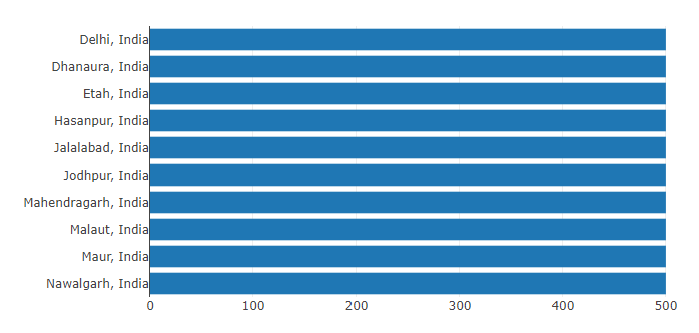 Delhi, India
Dhanaura, India
Etah, India
Hasanpur, India
Jalalabad, India
Jodhpur, India
Mahendragarh, India
Malaut, India
Maur, India
Nawalgarh, India
0 100 200 300 400 500